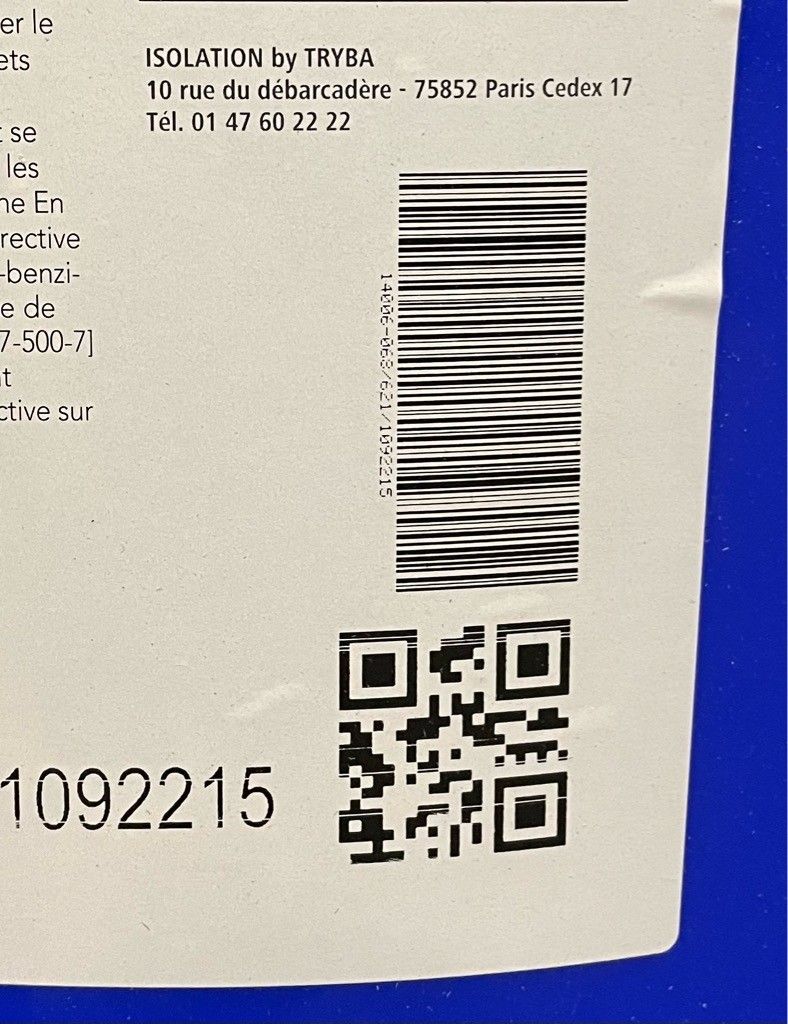 er le
ets
se
les
ne En
rective
-benzi-
e de
7-500-7]
t
ctive sur
ISOLATION by TRYBA
10 rue du débarcadère - 75852 Paris Cedex 17
Tél. 01 47 60 22 22
14006-068/621/1092215
1092215